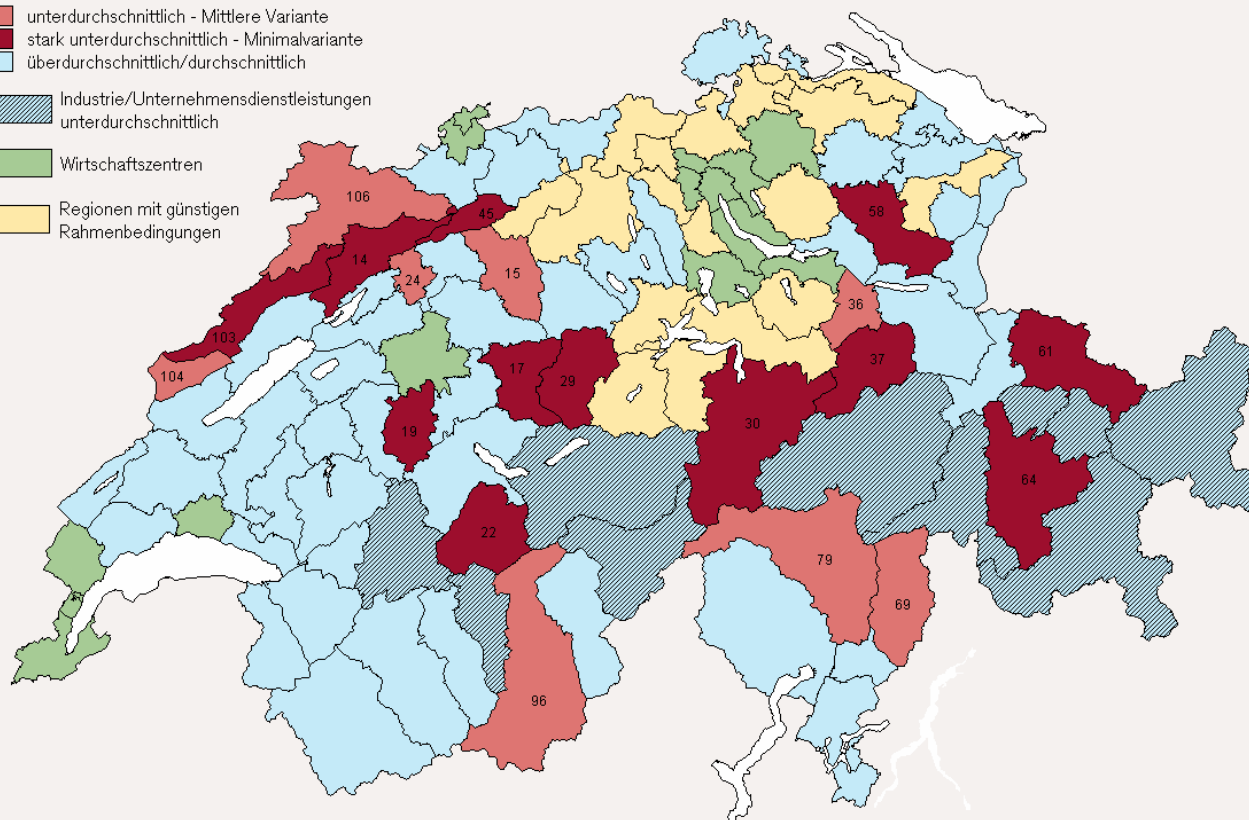 unterdurchschnittlich - Mittlere Variante
stark unterdurchschnittlich - Minimalvariante
überdurchschnittlich/durchschnittlich
Industrie/Unternehmensdienstleistungen
unterdurchschnittlich
Wirtschaftszentren
Regionen mit günstigen
Rahmenbedingungen
106
45
58
14
15
24
36
103
61
37
104
17
29
30
19
64
22
79
69
96